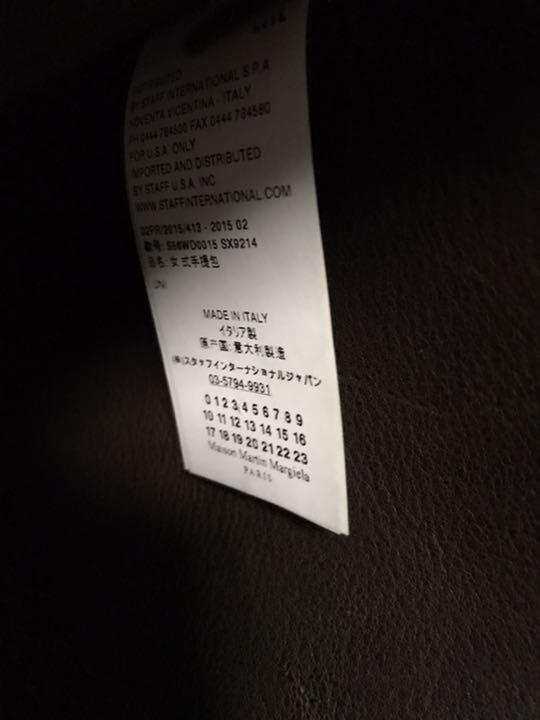 DISTRIBUTED
BY STAFF INTERNATIONAL S.P.A
NOVENTA VICENTINA - ITALY
PH 0444 784500 FAX 0444 784560
FOR U.S.A. ONLY
IMPORTED AND DISTRIBUTED
BY STAFF U.S.A. INC
WWW.STAFFINTERNATIONAL.COM
02PR/2015/413 - 2015 02
款号: S56WD0015 SX9214
品名: 女 式手提包
UNI
MADE IN ITALY
イタリア製
原产国: 意大利製造
(株)スタッフインターナショナルジャパン
03-5794-9931
0 1 2 3 4 5 6 7 8 9
10 11 12 13 14 15 16
17 18 19 20 21 22 23
Maison Martin Margiela
PARIS